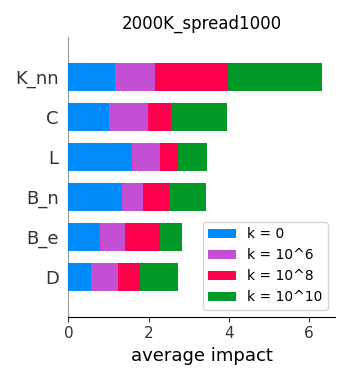 2000K_spread1000
K_nn
C
L
B_n
B_e
D
k = 0
k = 10^6
k = 10^8
k = 10^10
0 2 4 6
average impact